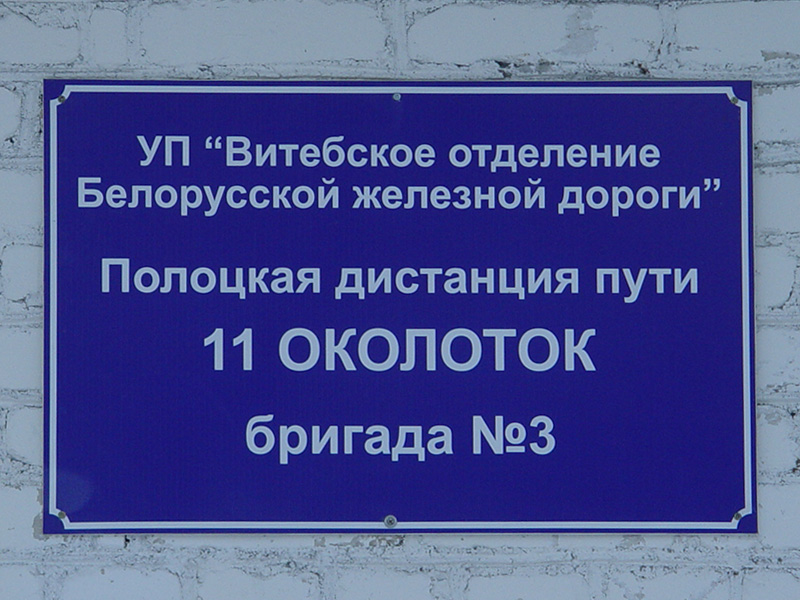 УП “Витебское отделение
Белорусской железной дороги”
Полоцкая дистанция пути
11 ОКОЛОТОК
бригада №3